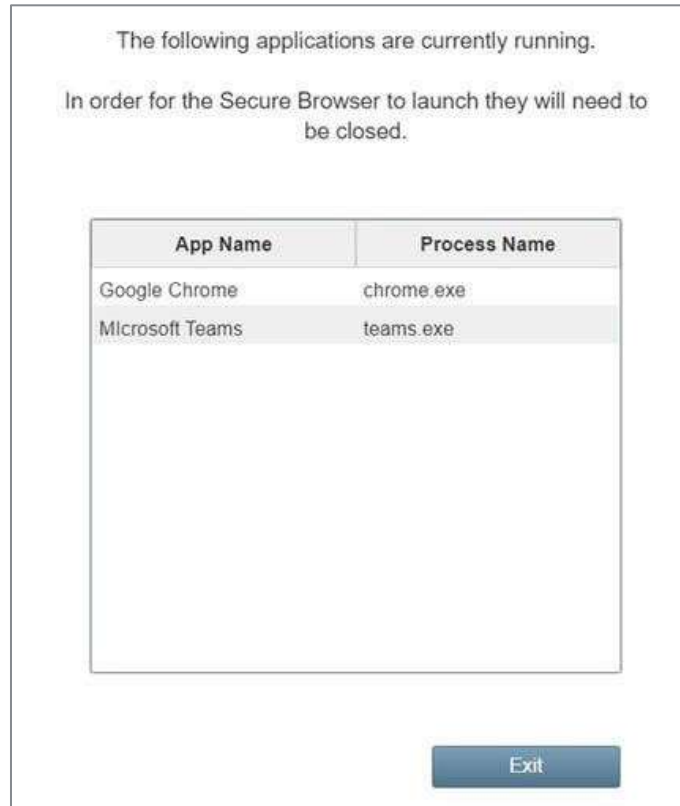 The following applications are currently running.
In order for the Secure Browser to launch they will need to
be closed.
App Name Process Name
Google Chrome chrome.exe
MIcrosoft Teams teams.exe
Exit